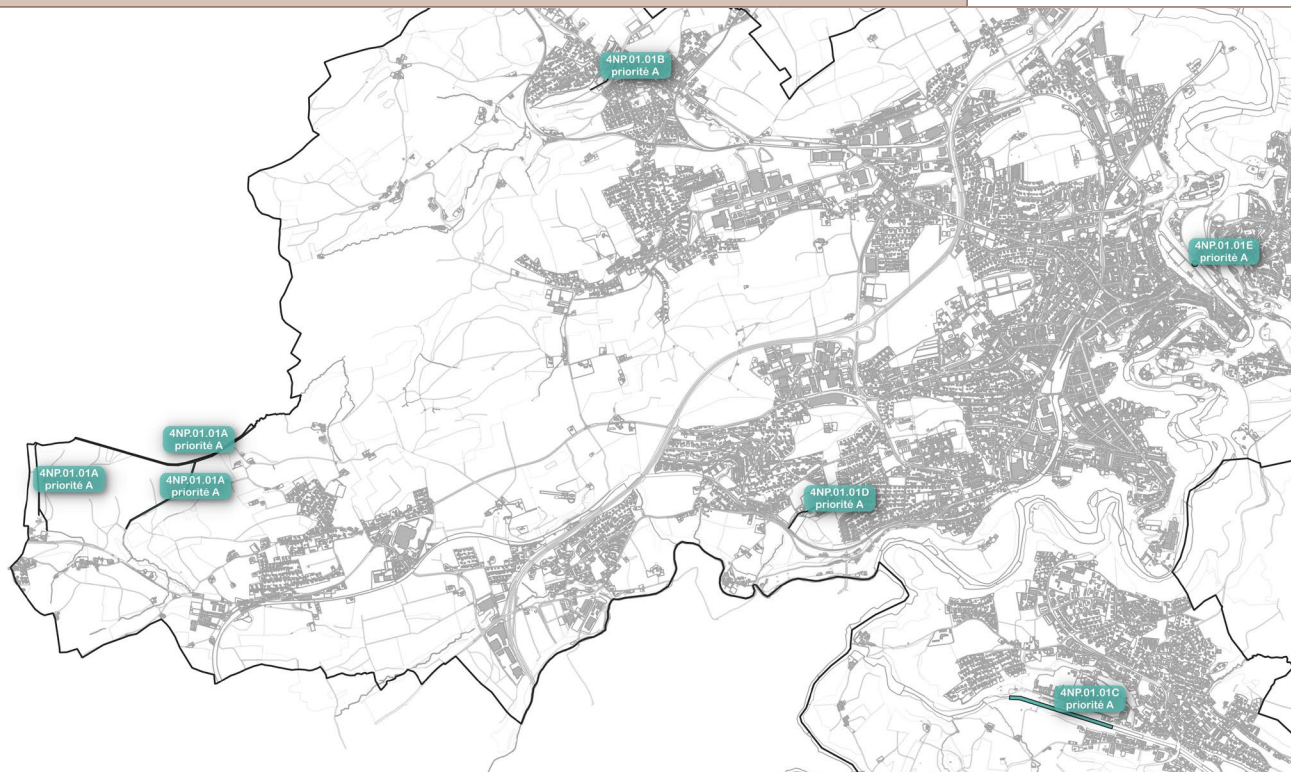 4NP.01.01B
priorité A
4NP.01.01E
priorité A
4NP.01.01A
priorité A
4NP.01.01A
priorité A
4NP.01.01A
priorité A
4NP.01.01D
priorité A
4NP.01.01C
priorité A